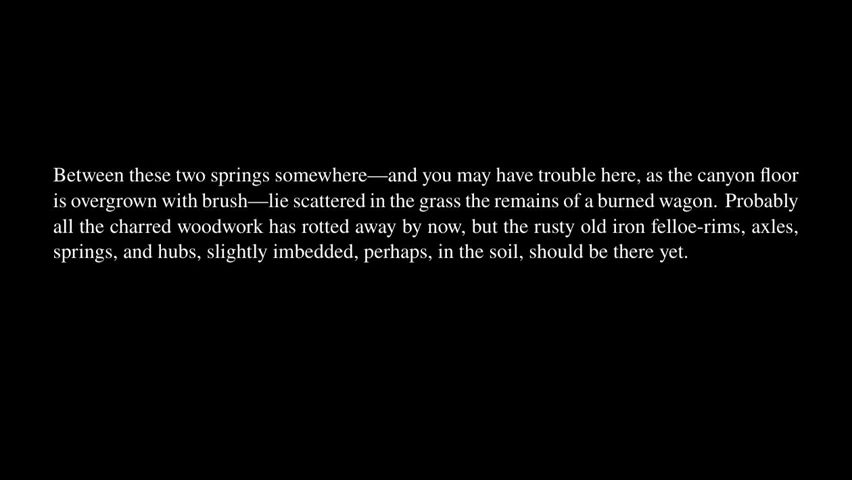 Between these two springs somewhere—and you may have trouble here, as the canyon floor
is overgrown with brush—lie scattered in the grass the remains of a burned wagon. Probably
all the charred woodwork has rotted away by now, but the rusty old iron felloe-rims, axles,
springs, and hubs, slightly imbedded, perhaps, in the soil, should be there yet.